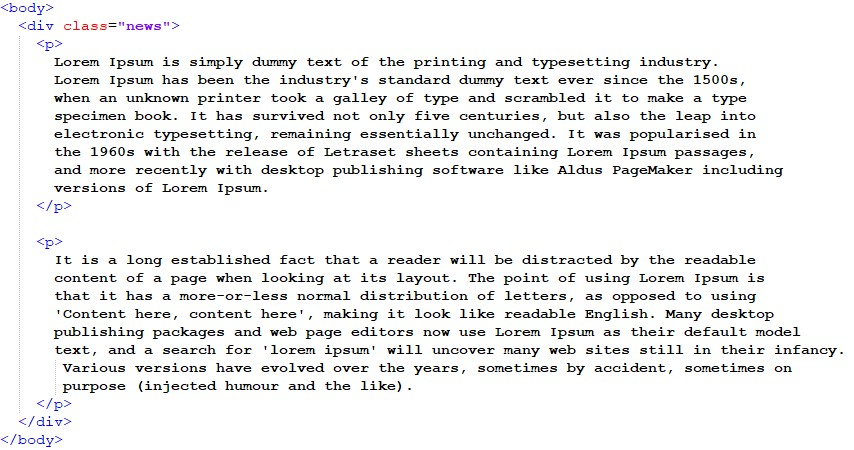 <body>
<div class="news">
<p>
Lorem Ipsum is simply dummy text of the printing and typesetting industry.
Lorem Ipsum has been the industry's standard dummy text ever since the 1500s,
when an unknown printer took a galley of type and scrambled it to make a type
specimen book. It has survived not only five centuries, but also the leap into
electronic typesetting, remaining essentially unchanged. It was popularised in
the 1960s with the release of Letraset sheets containing Lorem Ipsum passages,
and more recently with desktop publishing software like Aldus PageMaker including
versions of Lorem Ipsum.
</p>
<p>
It is a long established fact that a reader will be distracted by the readable
content of a page when looking at its layout. The point of using Lorem Ipsum is
that it has a more-or-less normal distribution of letters, as opposed to using
'Content here, content here', making it look like readable English. Many desktop
publishing packages and web page editors now use Lorem Ipsum as their default model
text, and a search for 'lorem ipsum' will uncover many web sites still in their infancy.
Various versions have evolved over the years, sometimes by accident, sometimes on
purpose (injected humour and the like).
</p>
</div>
</body>